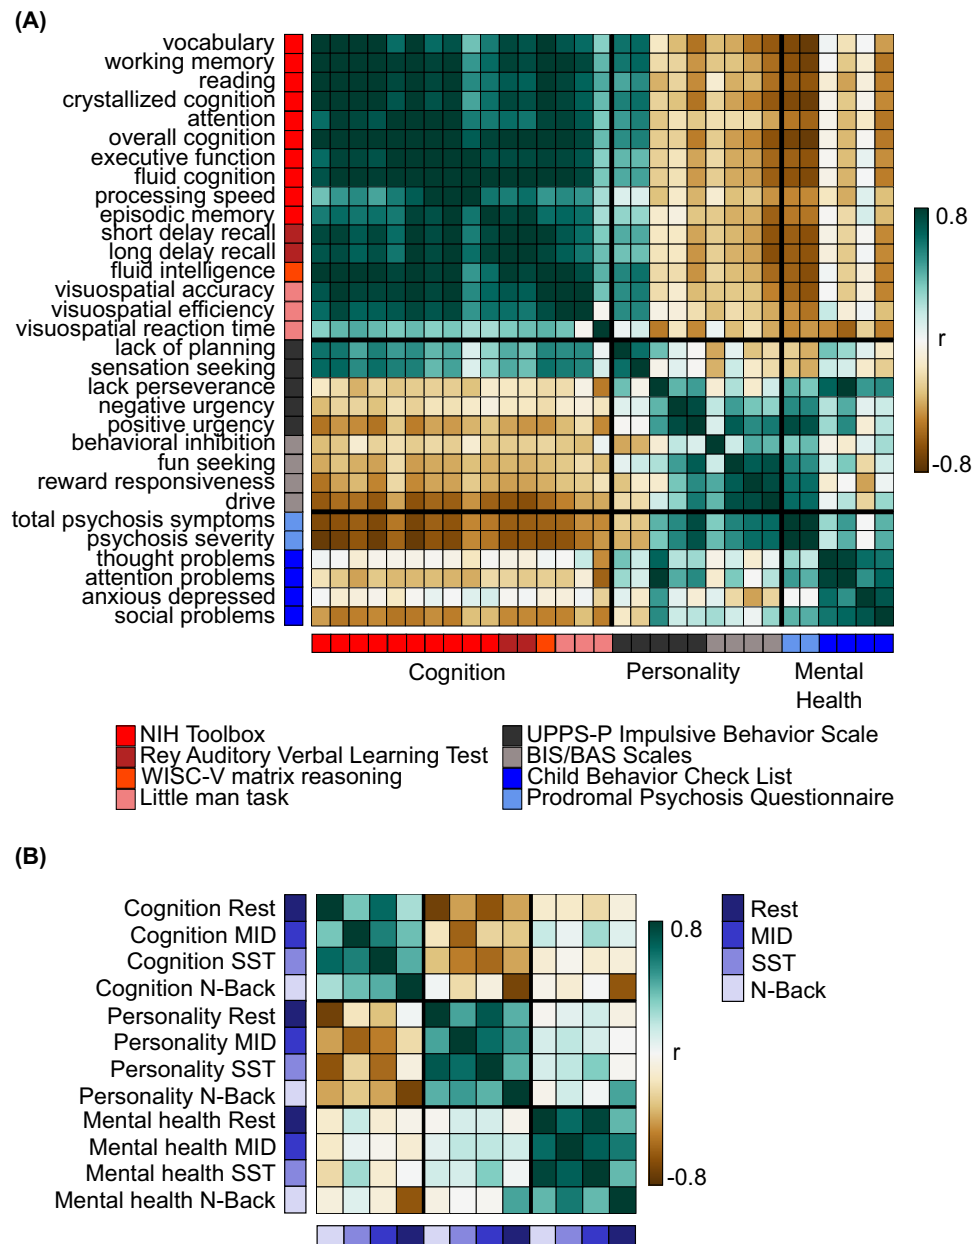 (A)
vocabulary
working memory
reading
crystallized cognition
attention
overall cognition
executive function
fluid cognition
processing speed
episodic memory
short delay recall
long delay recall
fluid intelligence
visuospatial accuracy
visuospatial efficiency
visuospatial reaction time
lack of planning
sensation seeking
lack perseverance
negative urgency
positive urgency
behavioral inhibition
fun seeking
reward responsiveness
drive
total psychosis symptoms
psychosis severity
thought problems
attention problems
anxious depressed
social problems
0.8
r
-0.8
Cognition
Personality
Mental
Health
NIH Toolbox
Rey Auditory Verbal Learning Test
WISC-V matrix reasoning
Little man task
UPPS-P Impulsive Behavior Scale
BIS/BAS Scales
Child Behavior Check List
Prodromal Psychosis Questionnaire
(B)
Cognition Rest
Cognition MID
Cognition SST
Cognition N-Back
Personality Rest
Personality MID
Personality SST
Personality N-Back
Mental health Rest
Mental health MID
Mental health SST
Mental health N-Back
0.8
r
-0.8
Rest
MID
SST
N-Back